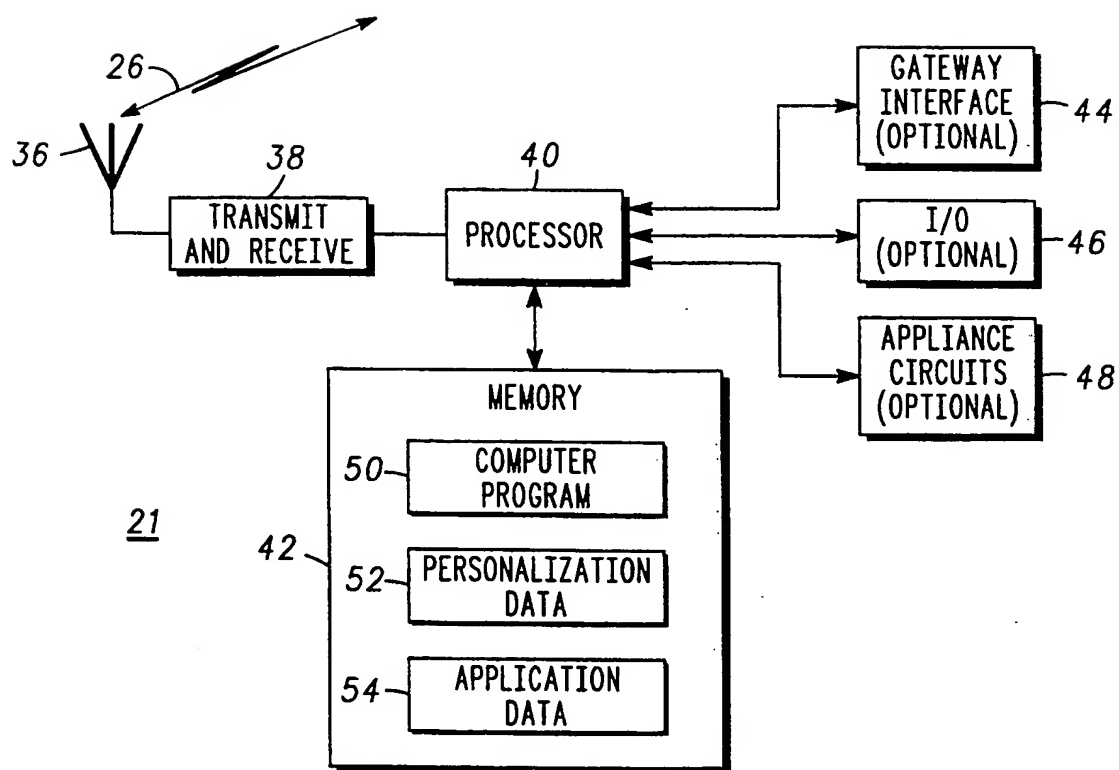 26
36
38
TRANSMIT
AND RECEIVE
40
PROCESSOR
GATEWAY
INTERFACE
(OPTIONAL)
44
I/O
(OPTIONAL)
46
APPLIANCE
CIRCUITS
(OPTIONAL)
48
MEMORY
50
COMPUTER
PROGRAM
21
42
52
PERSONALIZATION
DATA
54
APPLICATION
DATA